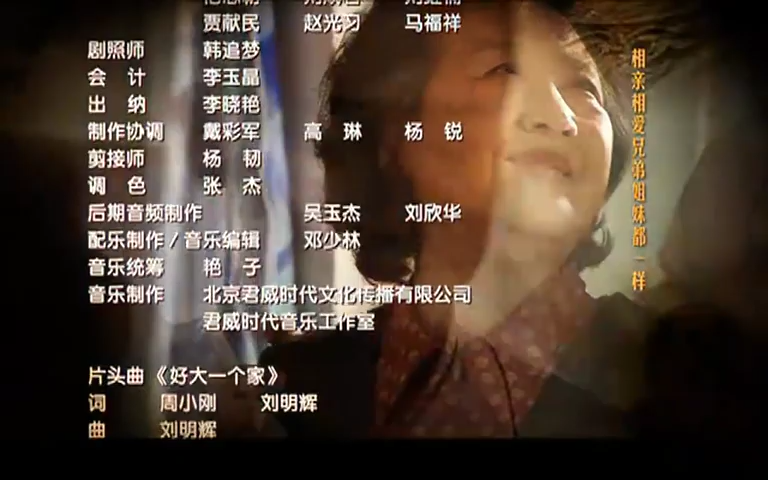 贾献民 赵光习 马福祥
剧照师 韩追梦
会 计 李玉晶
出 纳 李晓艳
制作协调 戴彩军 高 琳 杨 锐
剪接师 杨 韧
调 色 张 杰
后期音频制作 吴玉杰 刘欣华
配乐制作/音乐编辑 邓少林
音乐统筹 艳 子
音乐制作 北京君威时代文化传播有限公司
君威时代音乐工作室
片头曲《好大一个家》
词 周小刚 刘明辉
曲 刘明辉
相亲相爱兄弟姐妹都一样